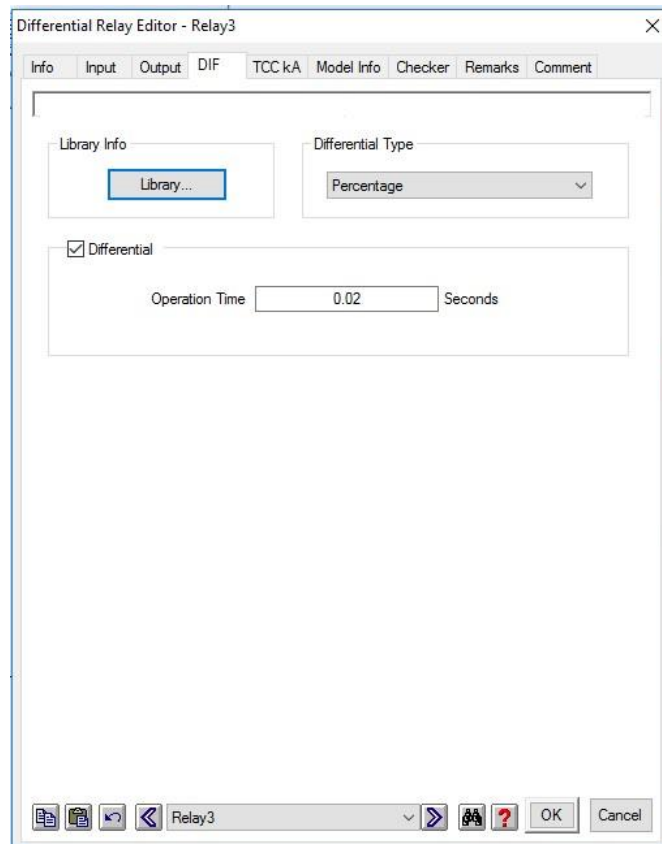 Differential Relay Editor - Relay3
Info Input Output DIF TCC kA Model Info Checker Remarks Comment
Library Info
Library...
Differential Type
Percentage
Differential
Operation Time 0.02 Seconds
Relay3
?
OK
Cancel